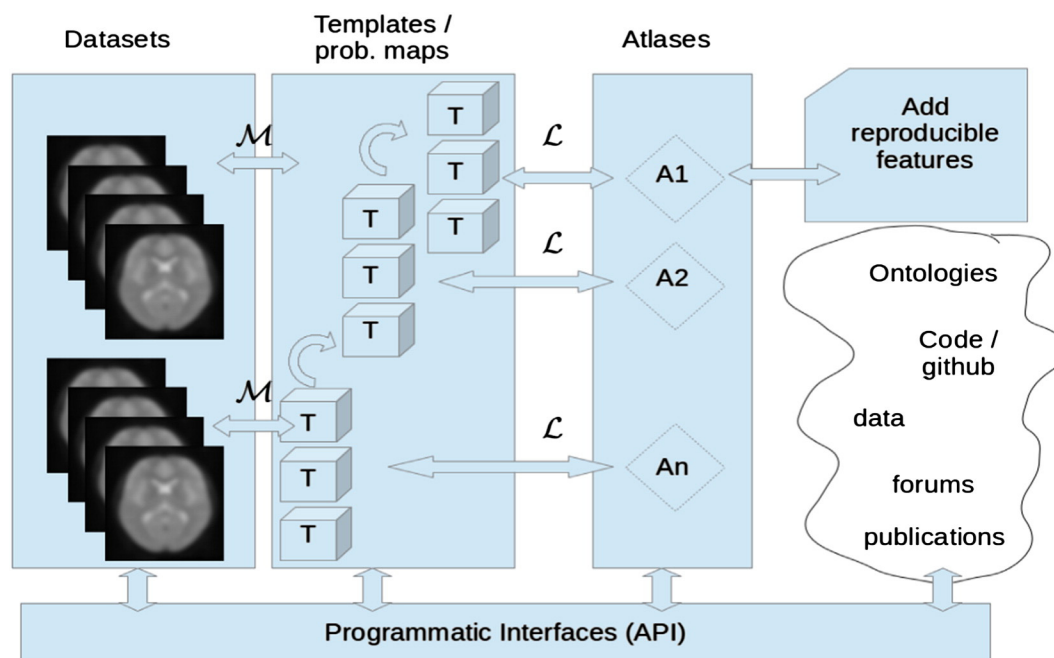 Datasets
Templates /
prob. maps
Atlases
Add
reproducible
features
T
T
T
T
T
T
T
T
T
ℳ
ℳ
ℒ
ℒ
ℒ
A1
A2
An
Ontologies
Code /
github
data
forums
publications
Programmatic Interfaces (API)